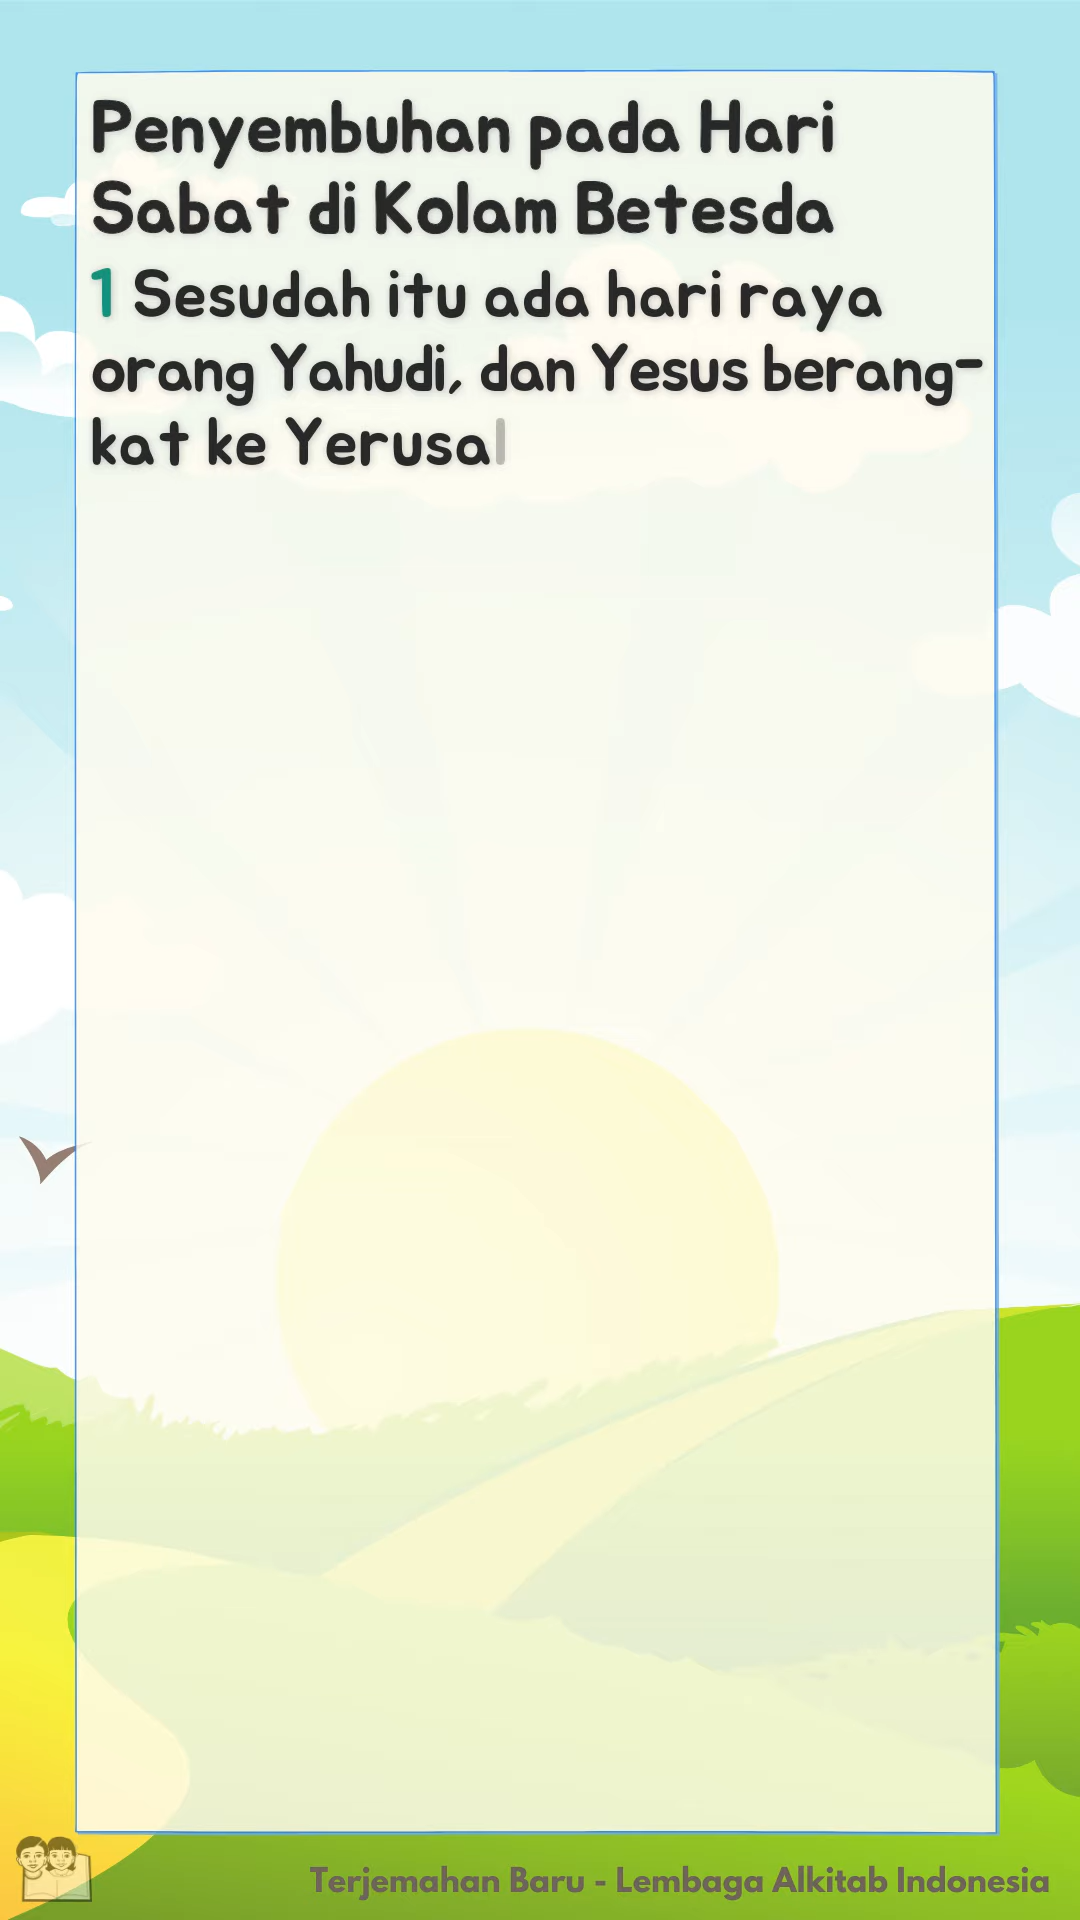 Penyembuhan pada Hari
Sabat di Kolam Betesda
1 Sesudah itu ada hari raya
orang Yahudi, dan Yesus berang-
kat ke Yerusal
Terjemahan Baru - Lembaga Alkitab Indonesia